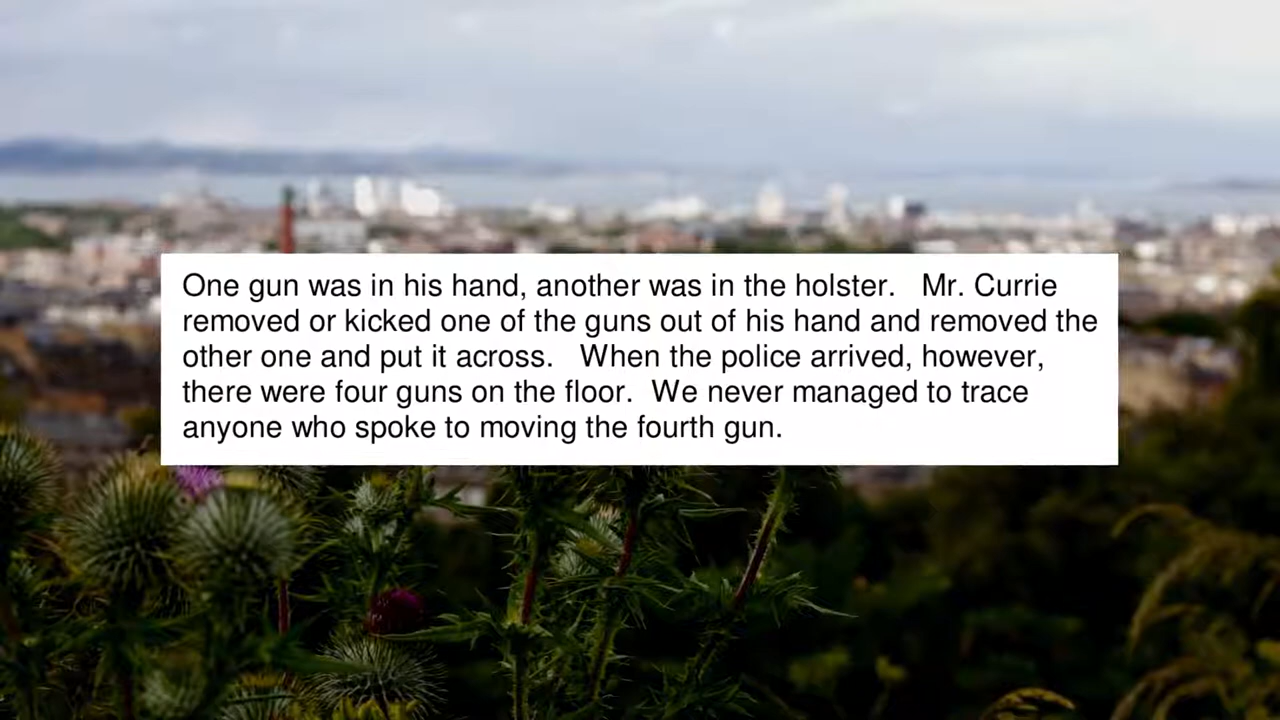 One gun was in his hand, another was in the holster.   Mr. Currie
removed or kicked one of the guns out of his hand and removed the
other one and put it across.   When the police arrived, however,
there were four guns on the floor.  We never managed to trace
anyone who spoke to moving the fourth gun.